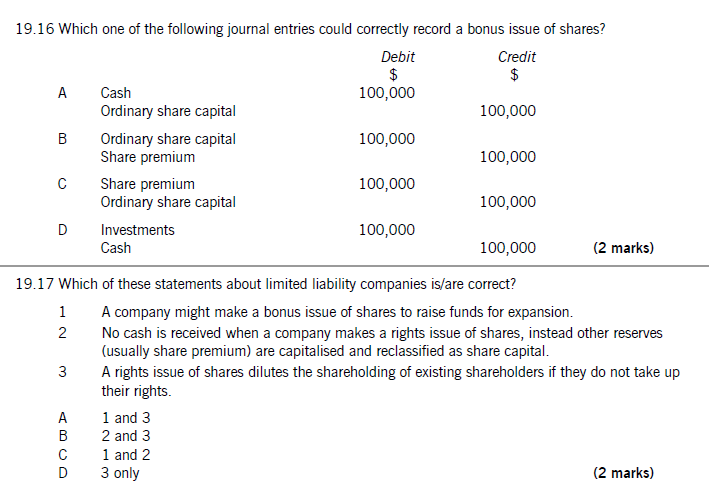 19.16 Which one of the following journal entries could correctly record a bonus issue of shares?
Debit Credit
$ $
A Cash 100,000
Ordinary share capital 100,000
B Ordinary share capital 100,000
Share premium 100,000
C Share premium 100,000
Ordinary share capital 100,000
D Investments 100,000
Cash 100,000 (2 marks)
19.17 Which of these statements about limited liability companies is/are correct?
1 A company might make a bonus issue of shares to raise funds for expansion.
2 No cash is received when a company makes a rights issue of shares, instead other reserves
(usually share premium) are capitalised and reclassified as share capital.
3 A rights issue of shares dilutes the shareholding of existing shareholders if they do not take up
their rights.
A 1 and 3
B 2 and 3
C 1 and 2
D 3 only (2 marks)